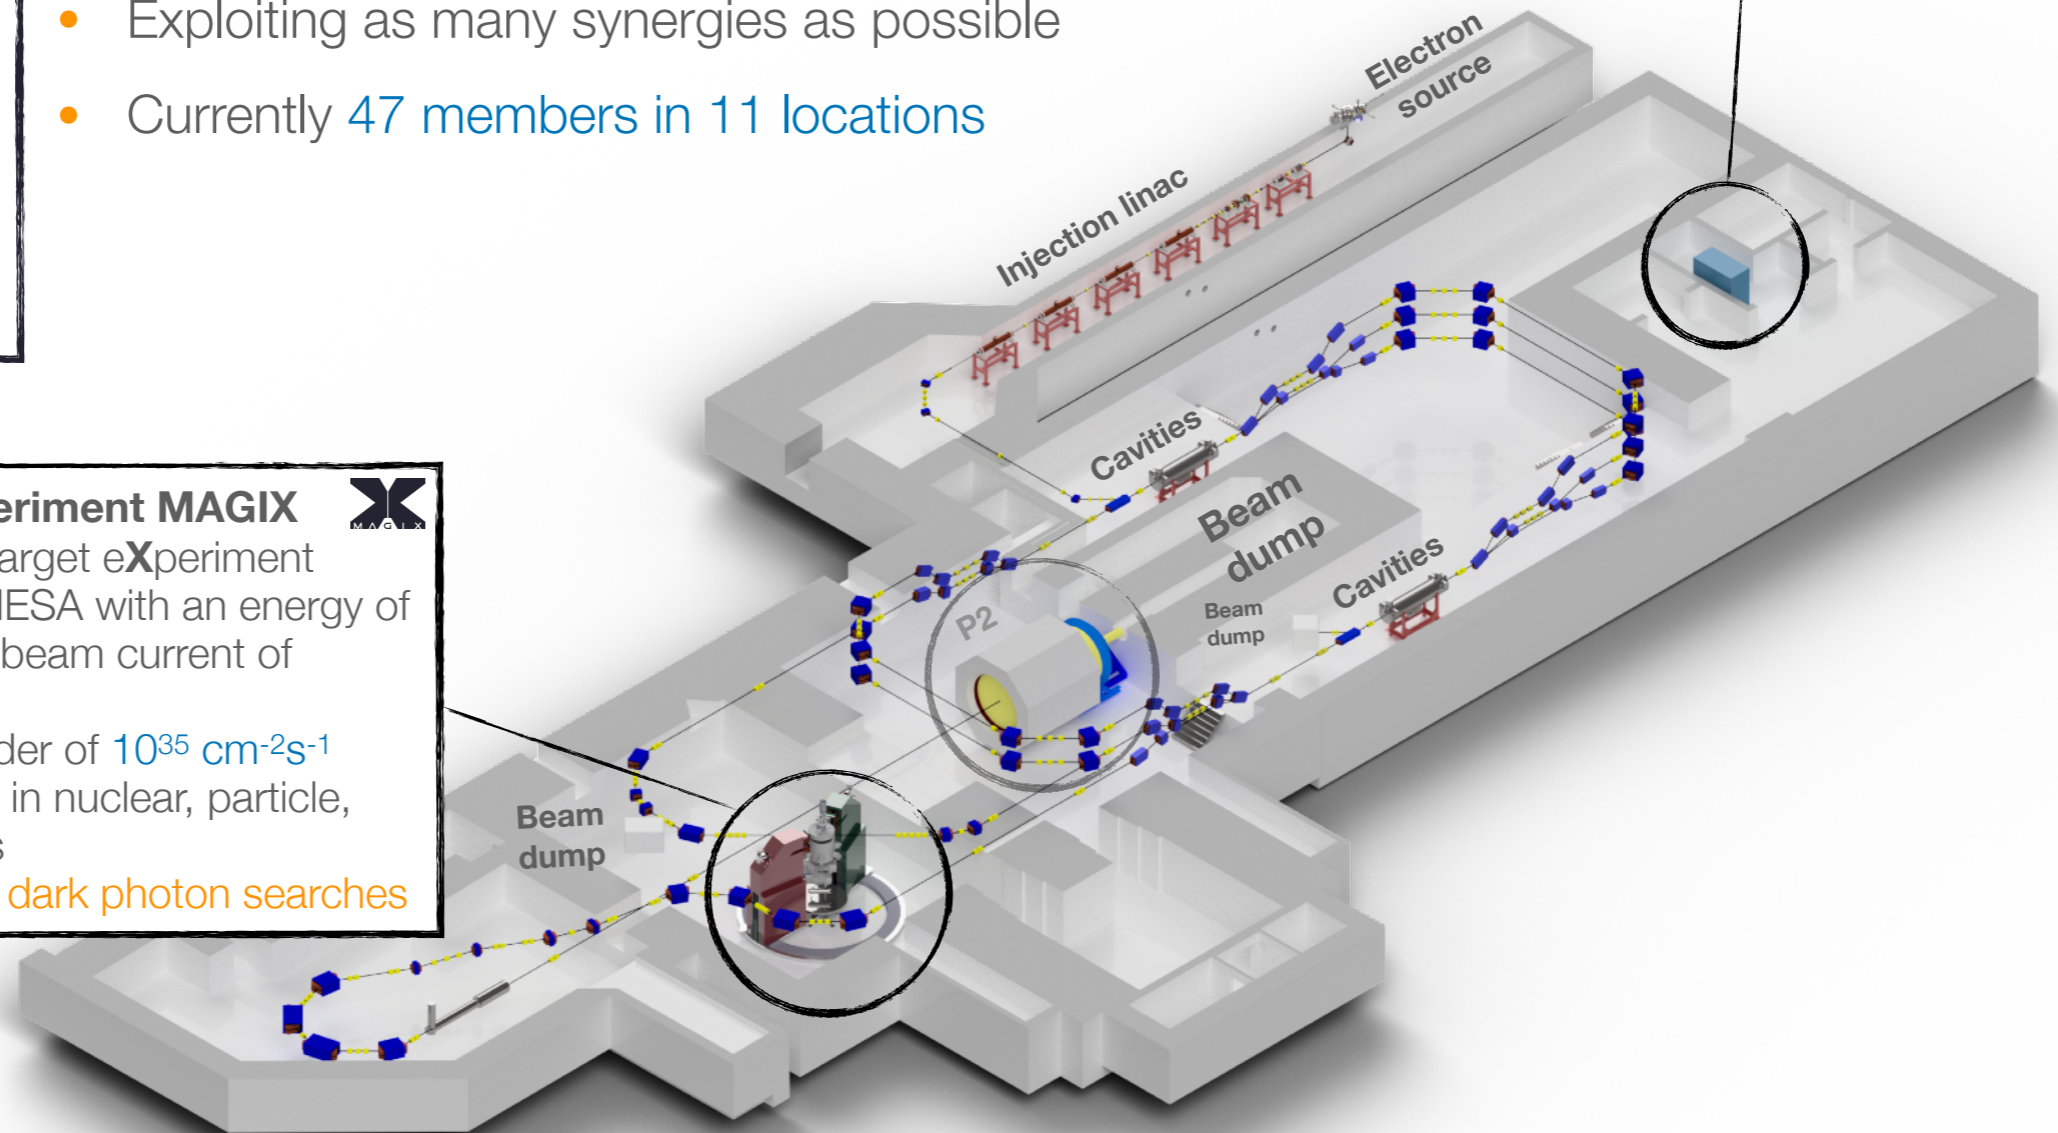 Exploiting as many synergies as possible
Currently 47 members in 11 locations
Electron
source
Injection linac
Cavities
Beam
dump
Cavities
Beam
dump
P2
Beam
dump
eriment MAGIX
MAGIX
arget eXperiment
IESA with an energy of
beam current of
der of 10³⁵ cm⁻²s⁻¹
in nuclear, particle,
s
dark photon searches